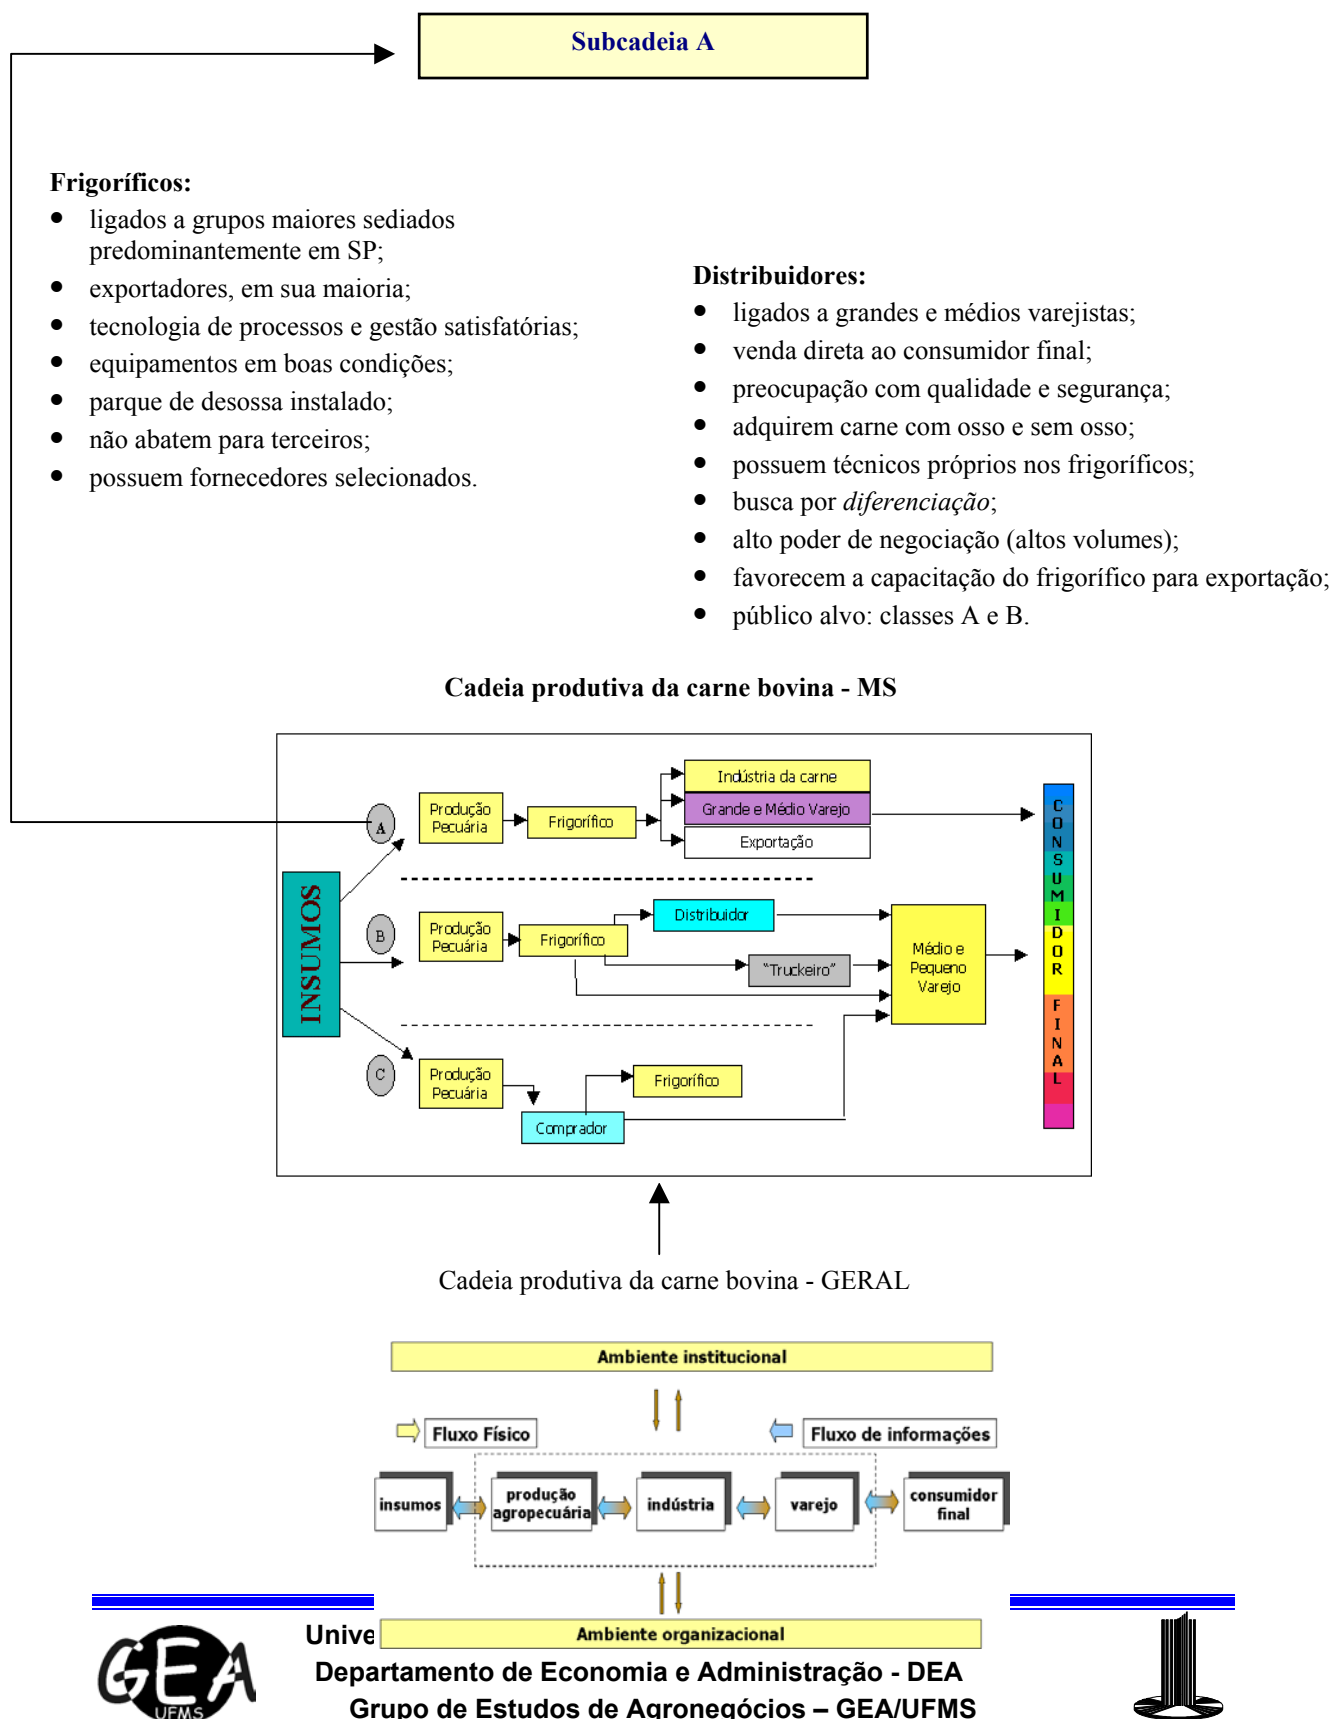 Subcadeia A
Frigoríficos:
• ligados a grupos maiores sediados
predominantemente em SP;
• exportadores, em sua maioria;
• tecnologia de processos e gestão satisfatórias;
• equipamentos em boas condições;
• parque de desossa instalado;
• não abatem para terceiros;
• possuem fornecedores selecionados.
Distribuidores:
• ligados a grandes e médios varejistas;
• venda direta ao consumidor final;
• preocupação com qualidade e segurança;
• adquirem carne com osso e sem osso;
• possuem técnicos próprios nos frigoríficos;
• busca por diferenciação;
• alto poder de negociação (altos volumes);
• favorecem a capacitação do frigorífico para exportação;
• público alvo: classes A e B.
Cadeia produtiva da carne bovina - MS
INSUMOS
A
Produção
Pecuária
Frigorífico
Indústria da carne
Grande e Médio Varejo
Exportação
B
Produção
Pecuária
Frigorífico
Distribuidor
"Truckeiro"
Médio e
Pequeno
Varejo
C
Produção
Pecuária
Comprador
Frigorífico
CONSUMIDOR FINAL
Cadeia produtiva da carne bovina - GERAL
Ambiente institucional
Fluxo Físico
Fluxo de informações
insumos
produção
agropecuária
indústria
varejo
consumidor
final
Ambiente organizacional
Unive
Departamento de Economia e Administração - DEA
Grupo de Estudos de Agronegócios – GEA/UFMS
GEA
UFMS